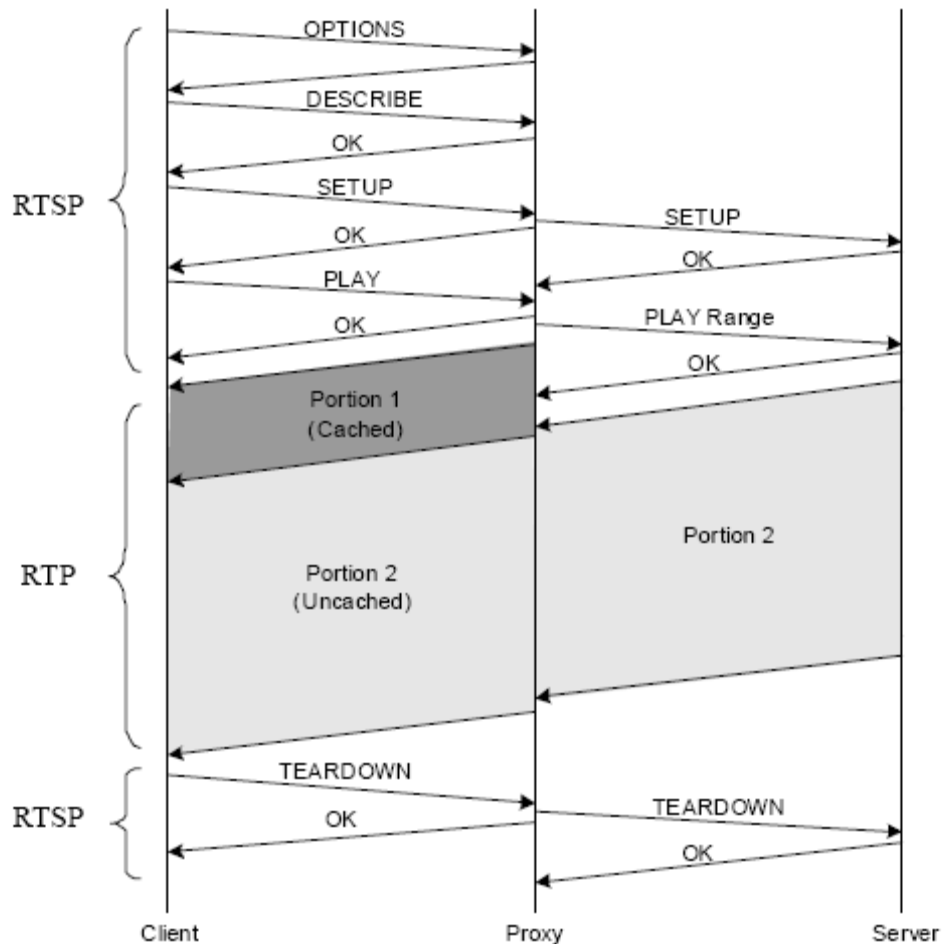 OPTIONS
DESCRIBE
OK
RTSP
SETUP
SETUP
OK
OK
PLAY
OK
PLAY Range
OK
Portion 1
(Cached)
Portion 2
RTP
Portion 2
(Uncached)
TEARDOWN
RTSP
OK
TEARDOWN
OK
Client
Proxy
Server